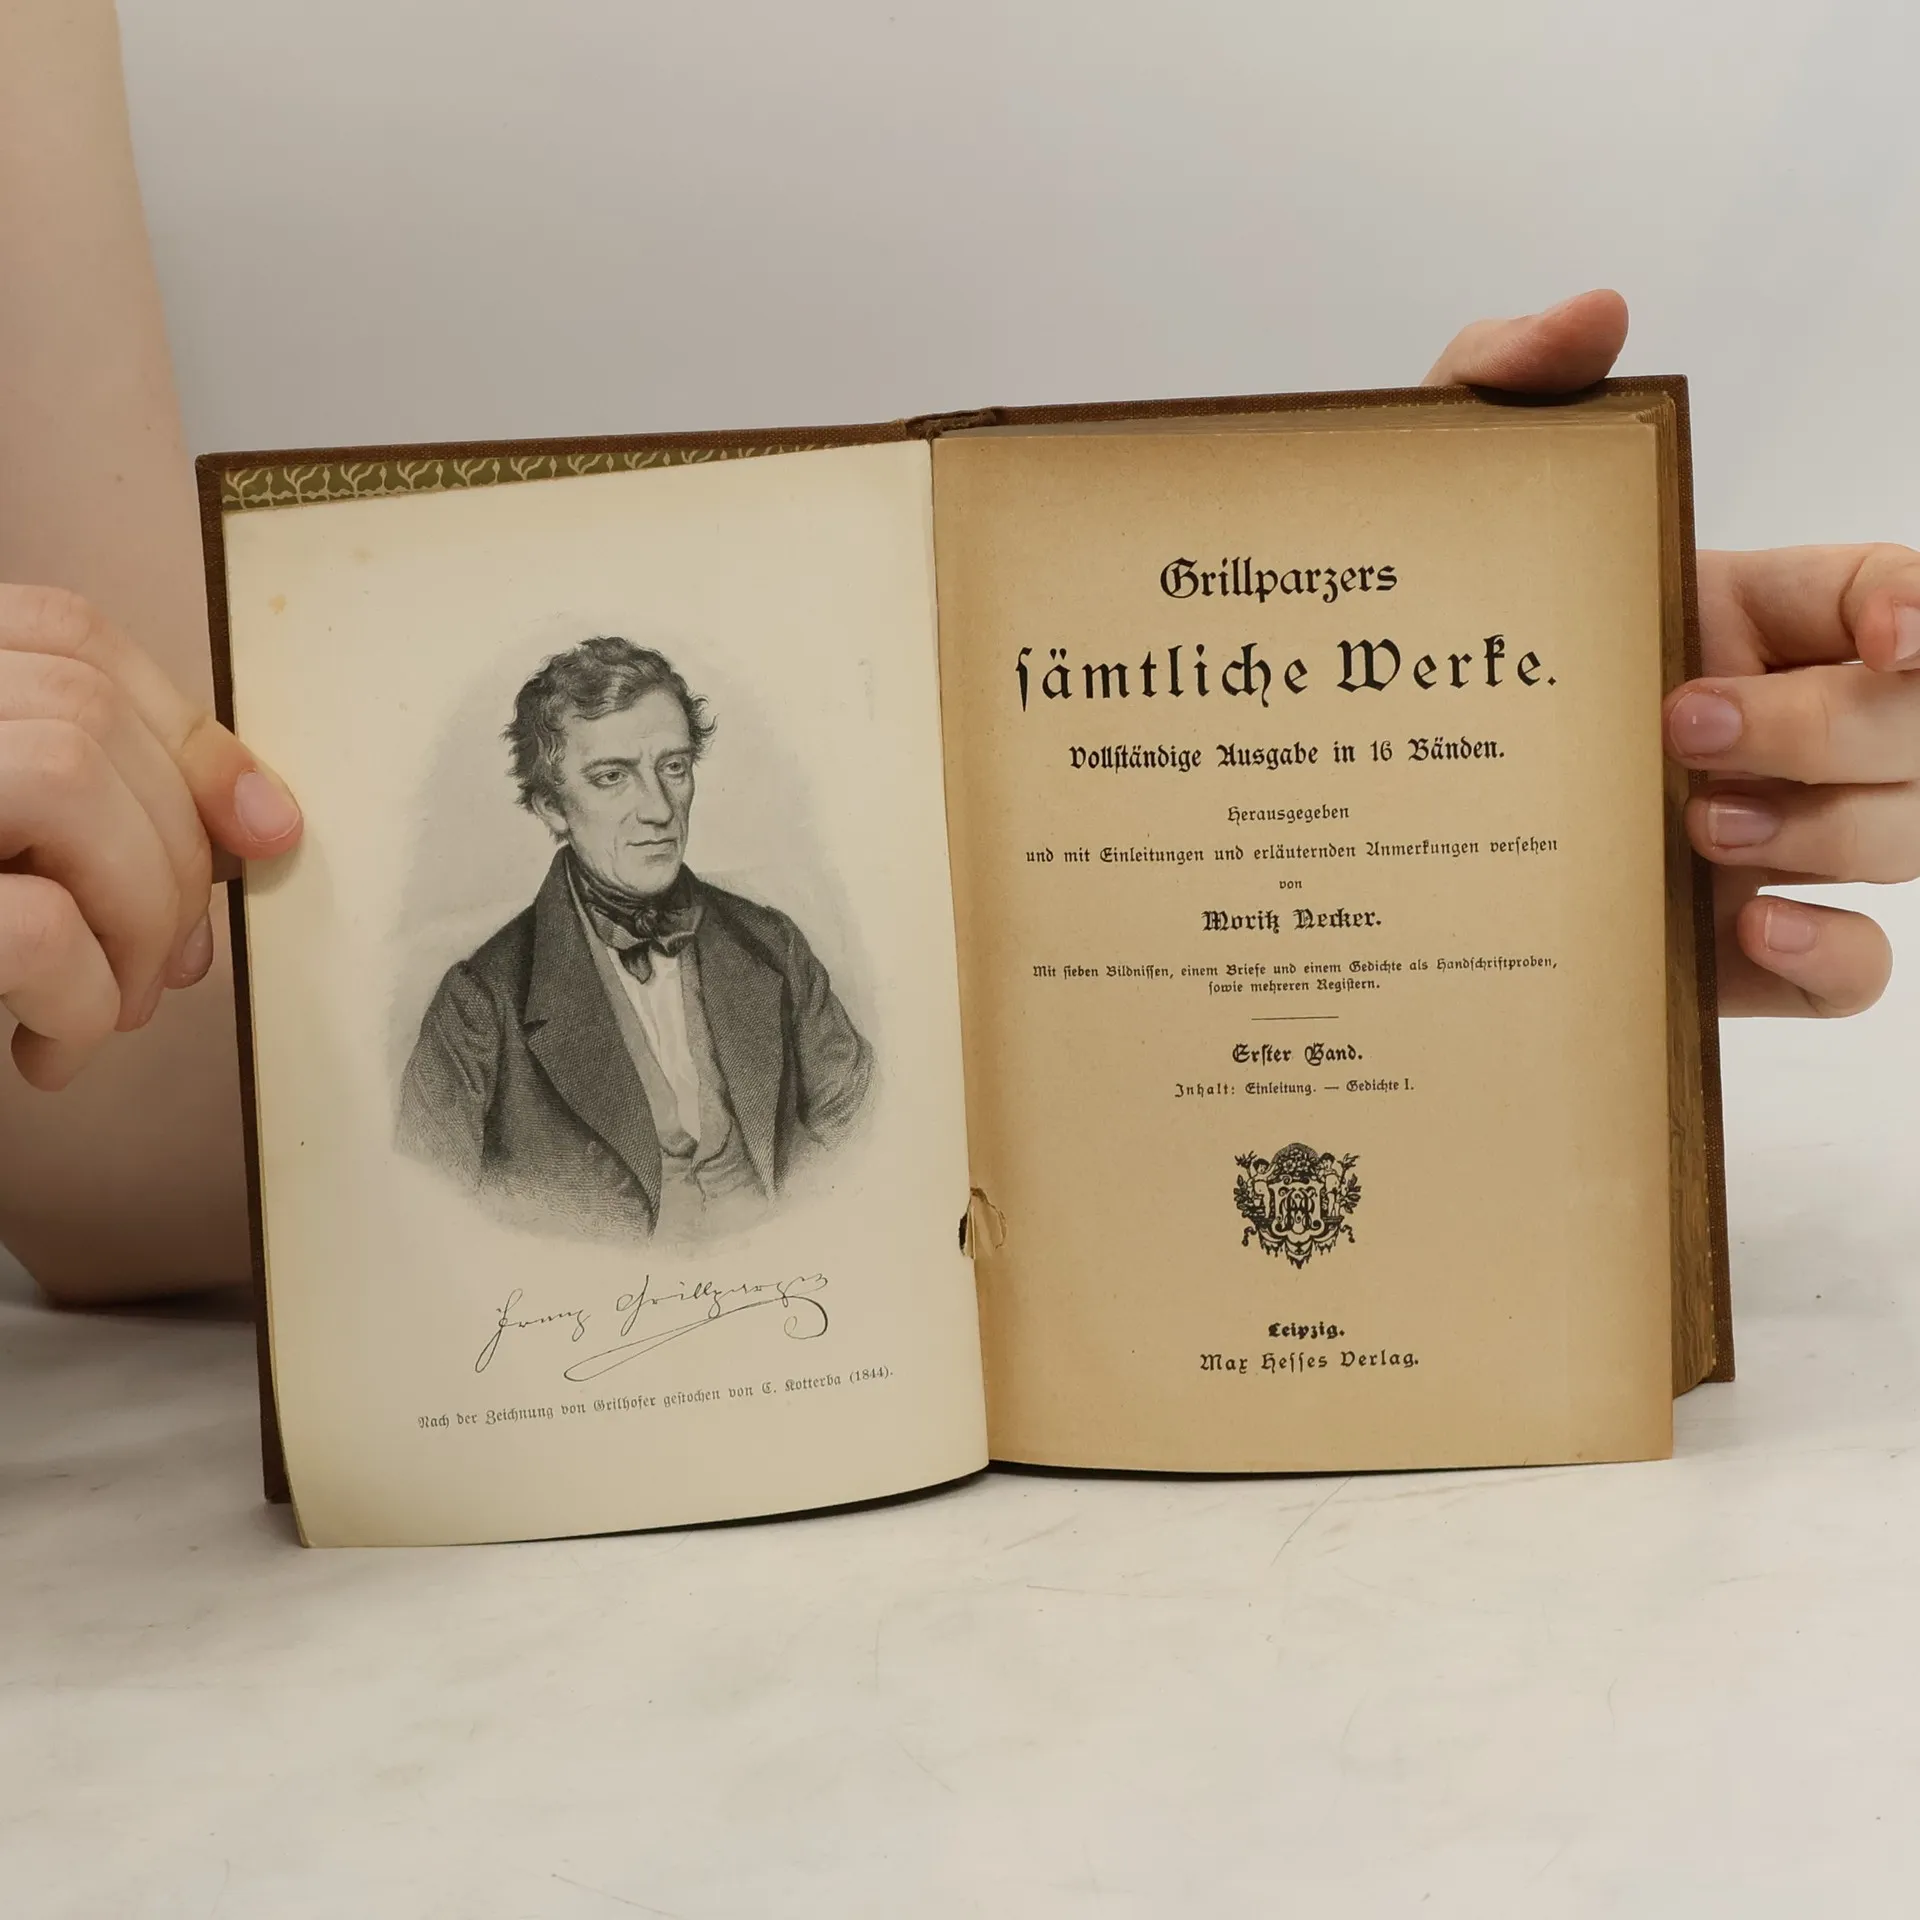 Franz Grillparzer
Nach der Zeichnung von Grilhofer gestochen von C. Kotterba (1844).
Grillparzers
ſämtliche Werke.
Vollſtändige Ausgabe in 16 Bänden.
Herausgegeben
und mit Einleitungen und erläuternden Anmerkungen verſehen
von
Moritz Necker.
Mit ſieben Bildniſſen, einem Briefe und einem Gedichte als Handſchriftproben,
ſowie mehreren Regiſtern.
Erſter Band.
Inhalt: Einleitung. — Gedichte I.
Leipzig.
Max Heſſes Verlag.